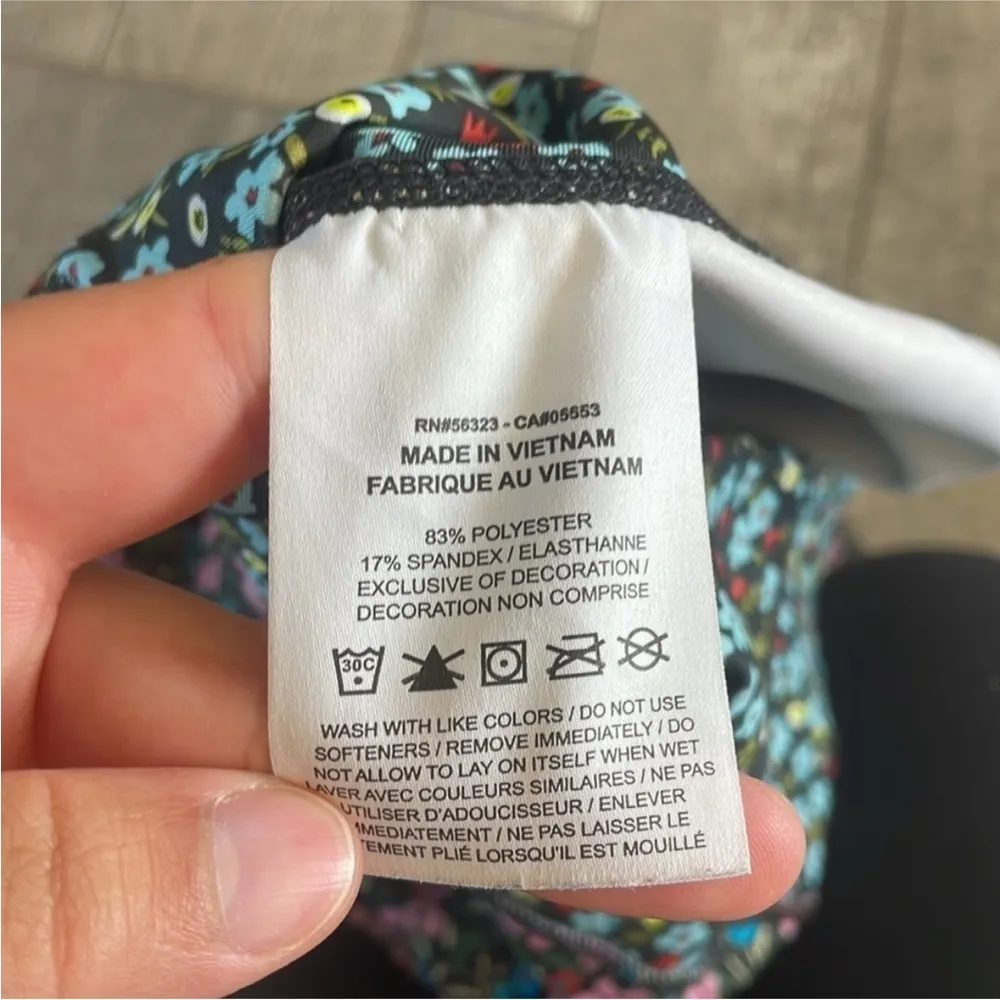 RN#56323 - CA#05553
MADE IN VIETNAM
FABRIQUE AU VIETNAM
83% POLYESTER
17% SPANDEX / ELASTHANNE
EXCLUSIVE OF DECORATION /
DECORATION NON COMPRISE
30C
WASH WITH LIKE COLORS / DO NOT USE
SOFTENERS / REMOVE IMMEDIATELY / DO
NOT ALLOW TO LAY ON ITSELF WHEN WET
LAVER AVEC COULEURS SIMILAIRES / NE PAS
UTILISER D'ADOUCISSEUR / ENLEVER
IMMEDIATEMENT / NE PAS LAISSER LE
PLIÉ LORSQU'IL EST MOUILLÉ